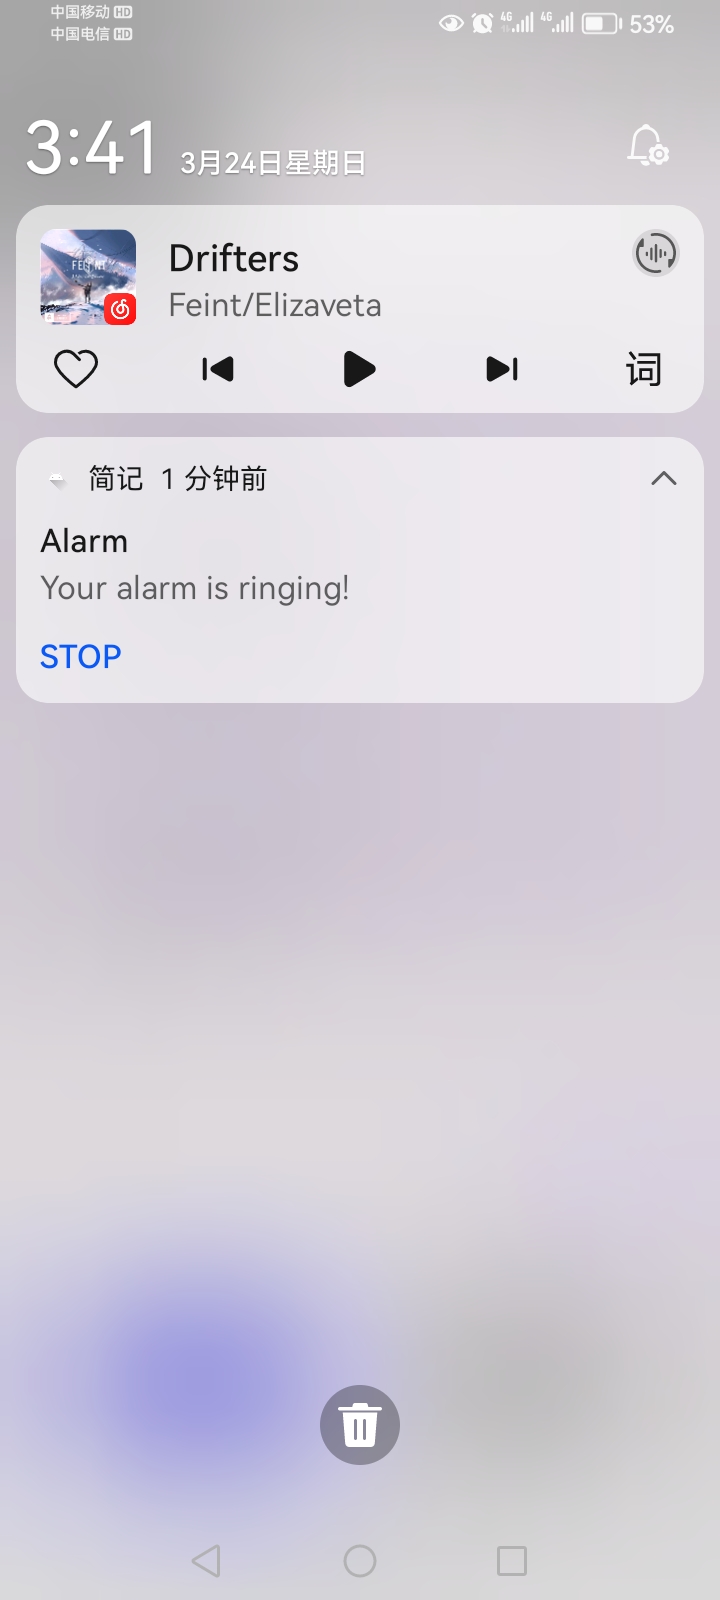 中国移动 HD
中国电信 HD
4G 4G 53%
3:41 3月24日星期日
FEINT
Drifters
Feint/Elizaveta
词
简记 1 分钟前
Alarm
Your alarm is ringing!
STOP